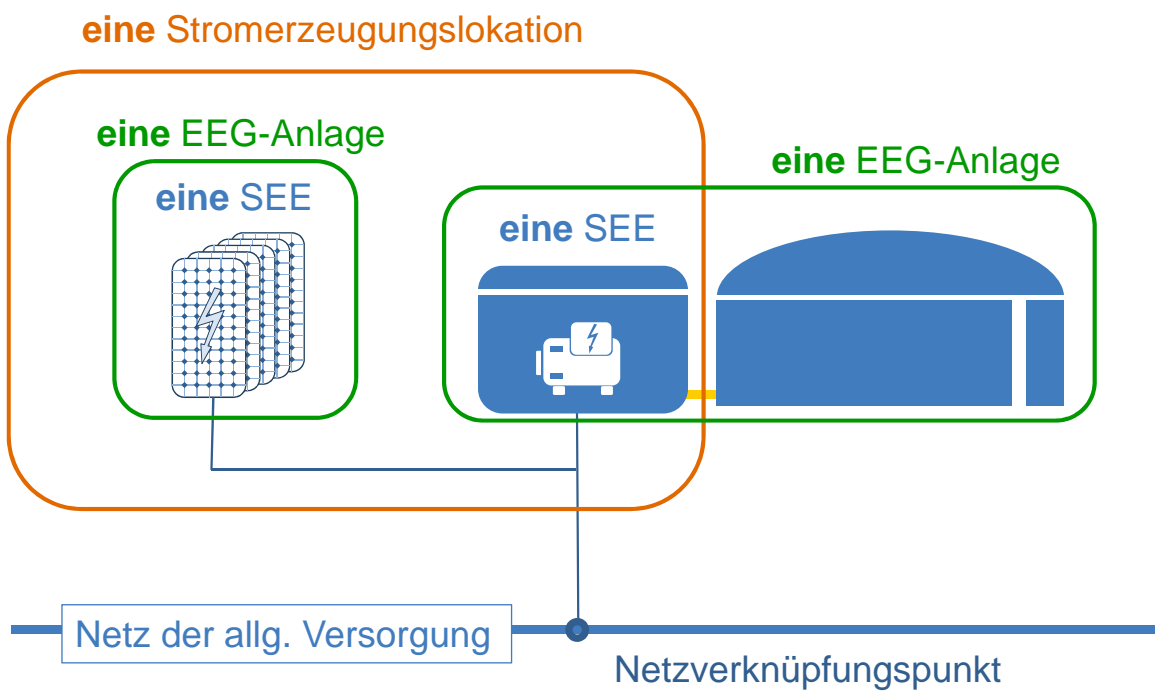 eine Stromerzeugungslokation
eine EEG-Anlage
eine EEG-Anlage
eine SEE
eine SEE
Netz der allg. Versorgung
Netzverknüpfungspunkt